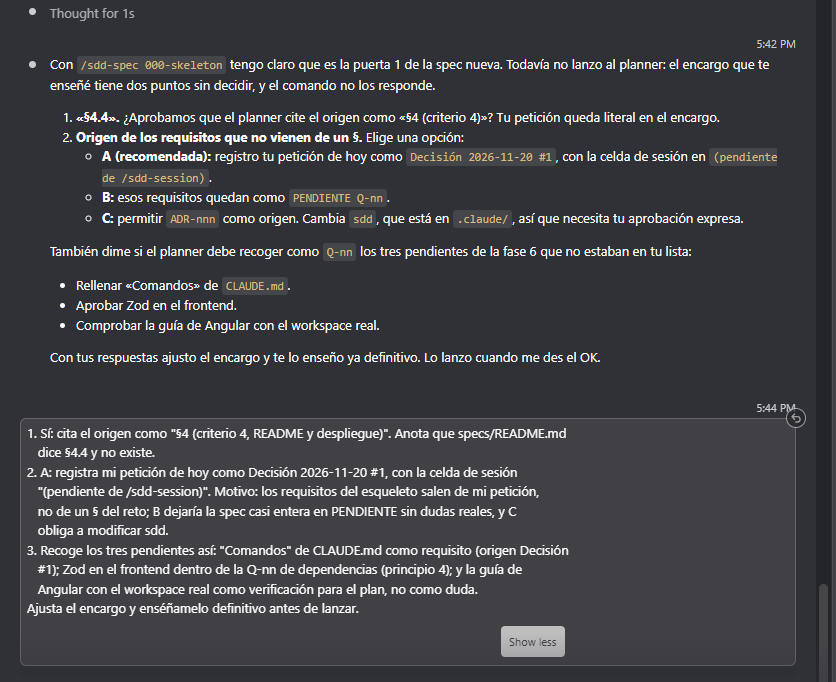 Thought for 1s
5:42 PM
Con /sdd-spec 000-skeleton tengo claro que es la puerta 1 de la spec nueva. Todavía no lanzo al planner: el encargo que te
enseñé tiene dos puntos sin decidir, y el comando no los responde.
1. «§4.4». ¿Aprobamos que el planner cite el origen como «§4 (criterio 4)»? Tu petición queda literal en el encargo.
2. Origen de los requisitos que no vienen de un §. Elige una opción:
A (recomendada): registro tu petición de hoy como Decisión 2026-11-20 #1, con la celda de sesión en (pendiente
de /sdd-session).
B: esos requisitos quedan como PENDIENTE Q-nn.
C: permitir ADR-nnn como origen. Cambia sdd, que está en .claude/, así que necesita tu aprobación expresa.
También dime si el planner debe recoger como Q-nn los tres pendientes de la fase 6 que no estaban en tu lista:
Rellenar «Comandos» de CLAUDE.md.
Aprobar Zod en el frontend.
Comprobar la guía de Angular con el workspace real.
Con tus respuestas ajusto el encargo y te lo enseño ya definitivo. Lo lanzo cuando me des el OK.
5:44 PM
1. Sí: cita el origen como "§4 (criterio 4, README y despliegue)". Anota que specs/README.md
dice §4.4 y no existe.
2. A: registra mi petición de hoy como Decisión 2026-11-20 #1, con la celda de sesión
"(pendiente de /sdd-session)". Motivo: los requisitos del esqueleto salen de mi petición,
no de un § del reto; B dejaría la spec casi entera en PENDIENTE sin dudas reales, y C
obliga a modificar sdd.
3. Recoge los tres pendientes así: "Comandos" de CLAUDE.md como requisito (origen Decisión
#1); Zod en el frontend dentro de la Q-nn de dependencias (principio 4); y la guía de
Angular con el workspace real como verificación para el plan, no como duda.
Ajusta el encargo y enséñamelo definitivo antes de lanzar.
Show less